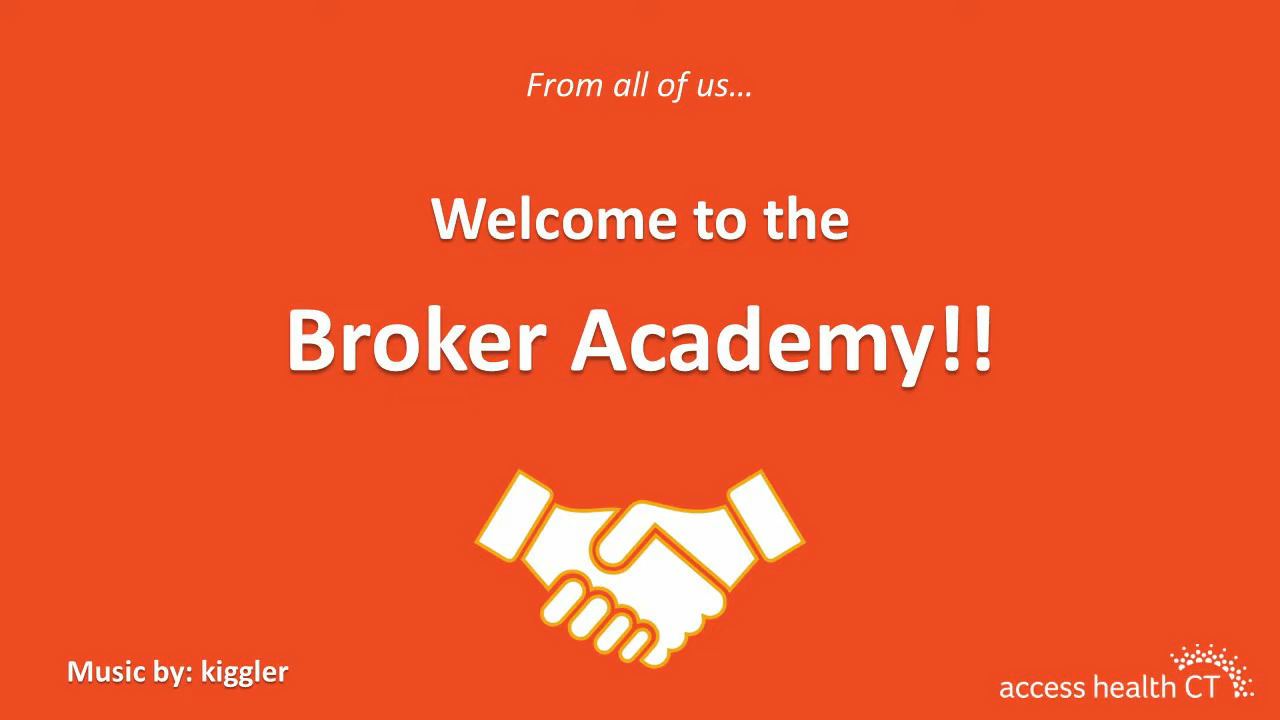 From all of us...
Welcome to the
Broker Academy!!
Music by: kiggler
access health CT